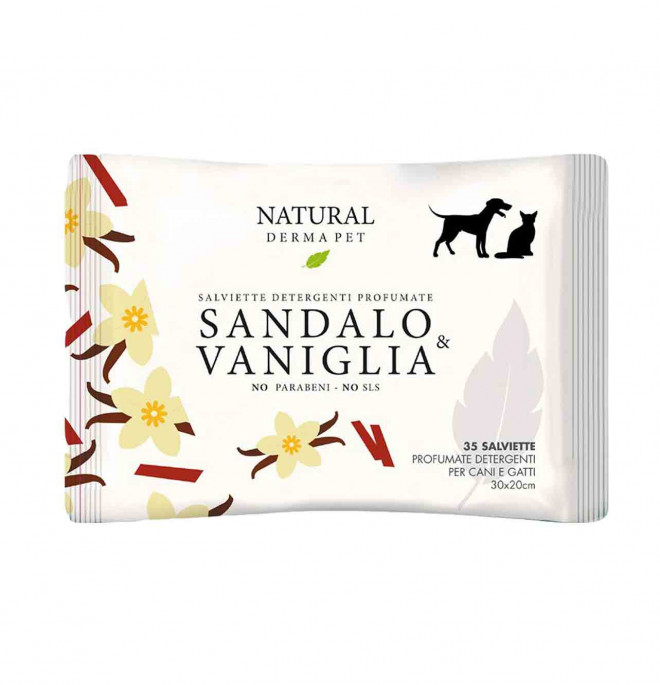 NATURAL
DERMA PET
SALVIETTE DETERGENTI PROFUMATE
SANDALO
& VANIGLIA
NO PARABENI - NO SLS
35 SALVIETTE
PROFUMATE DETERGENTI
PER CANI E GATTI
30x20cm